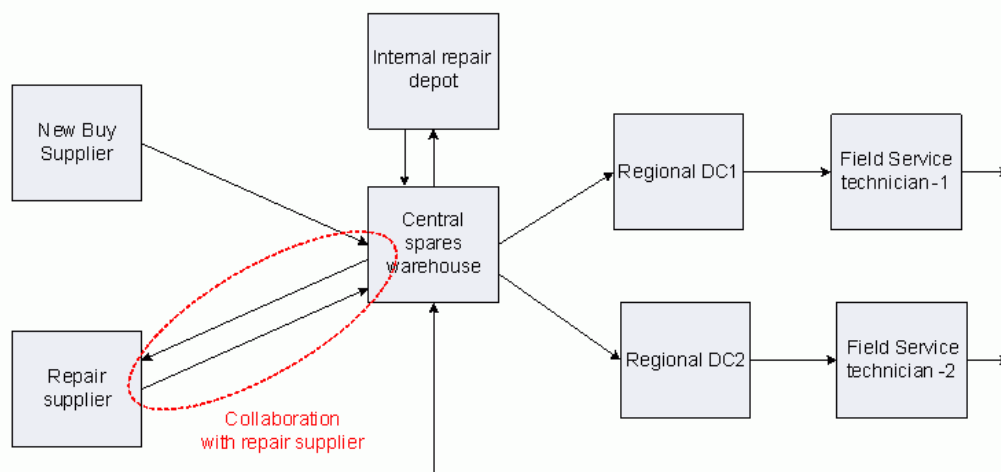 Internal repair
depot
New Buy
Supplier
Regional DC1
Field Service
technician-1
Central
spares
warehouse
Regional DC2
Field Service
technician -2
Repair
supplier
Collaboration
with repair supplier